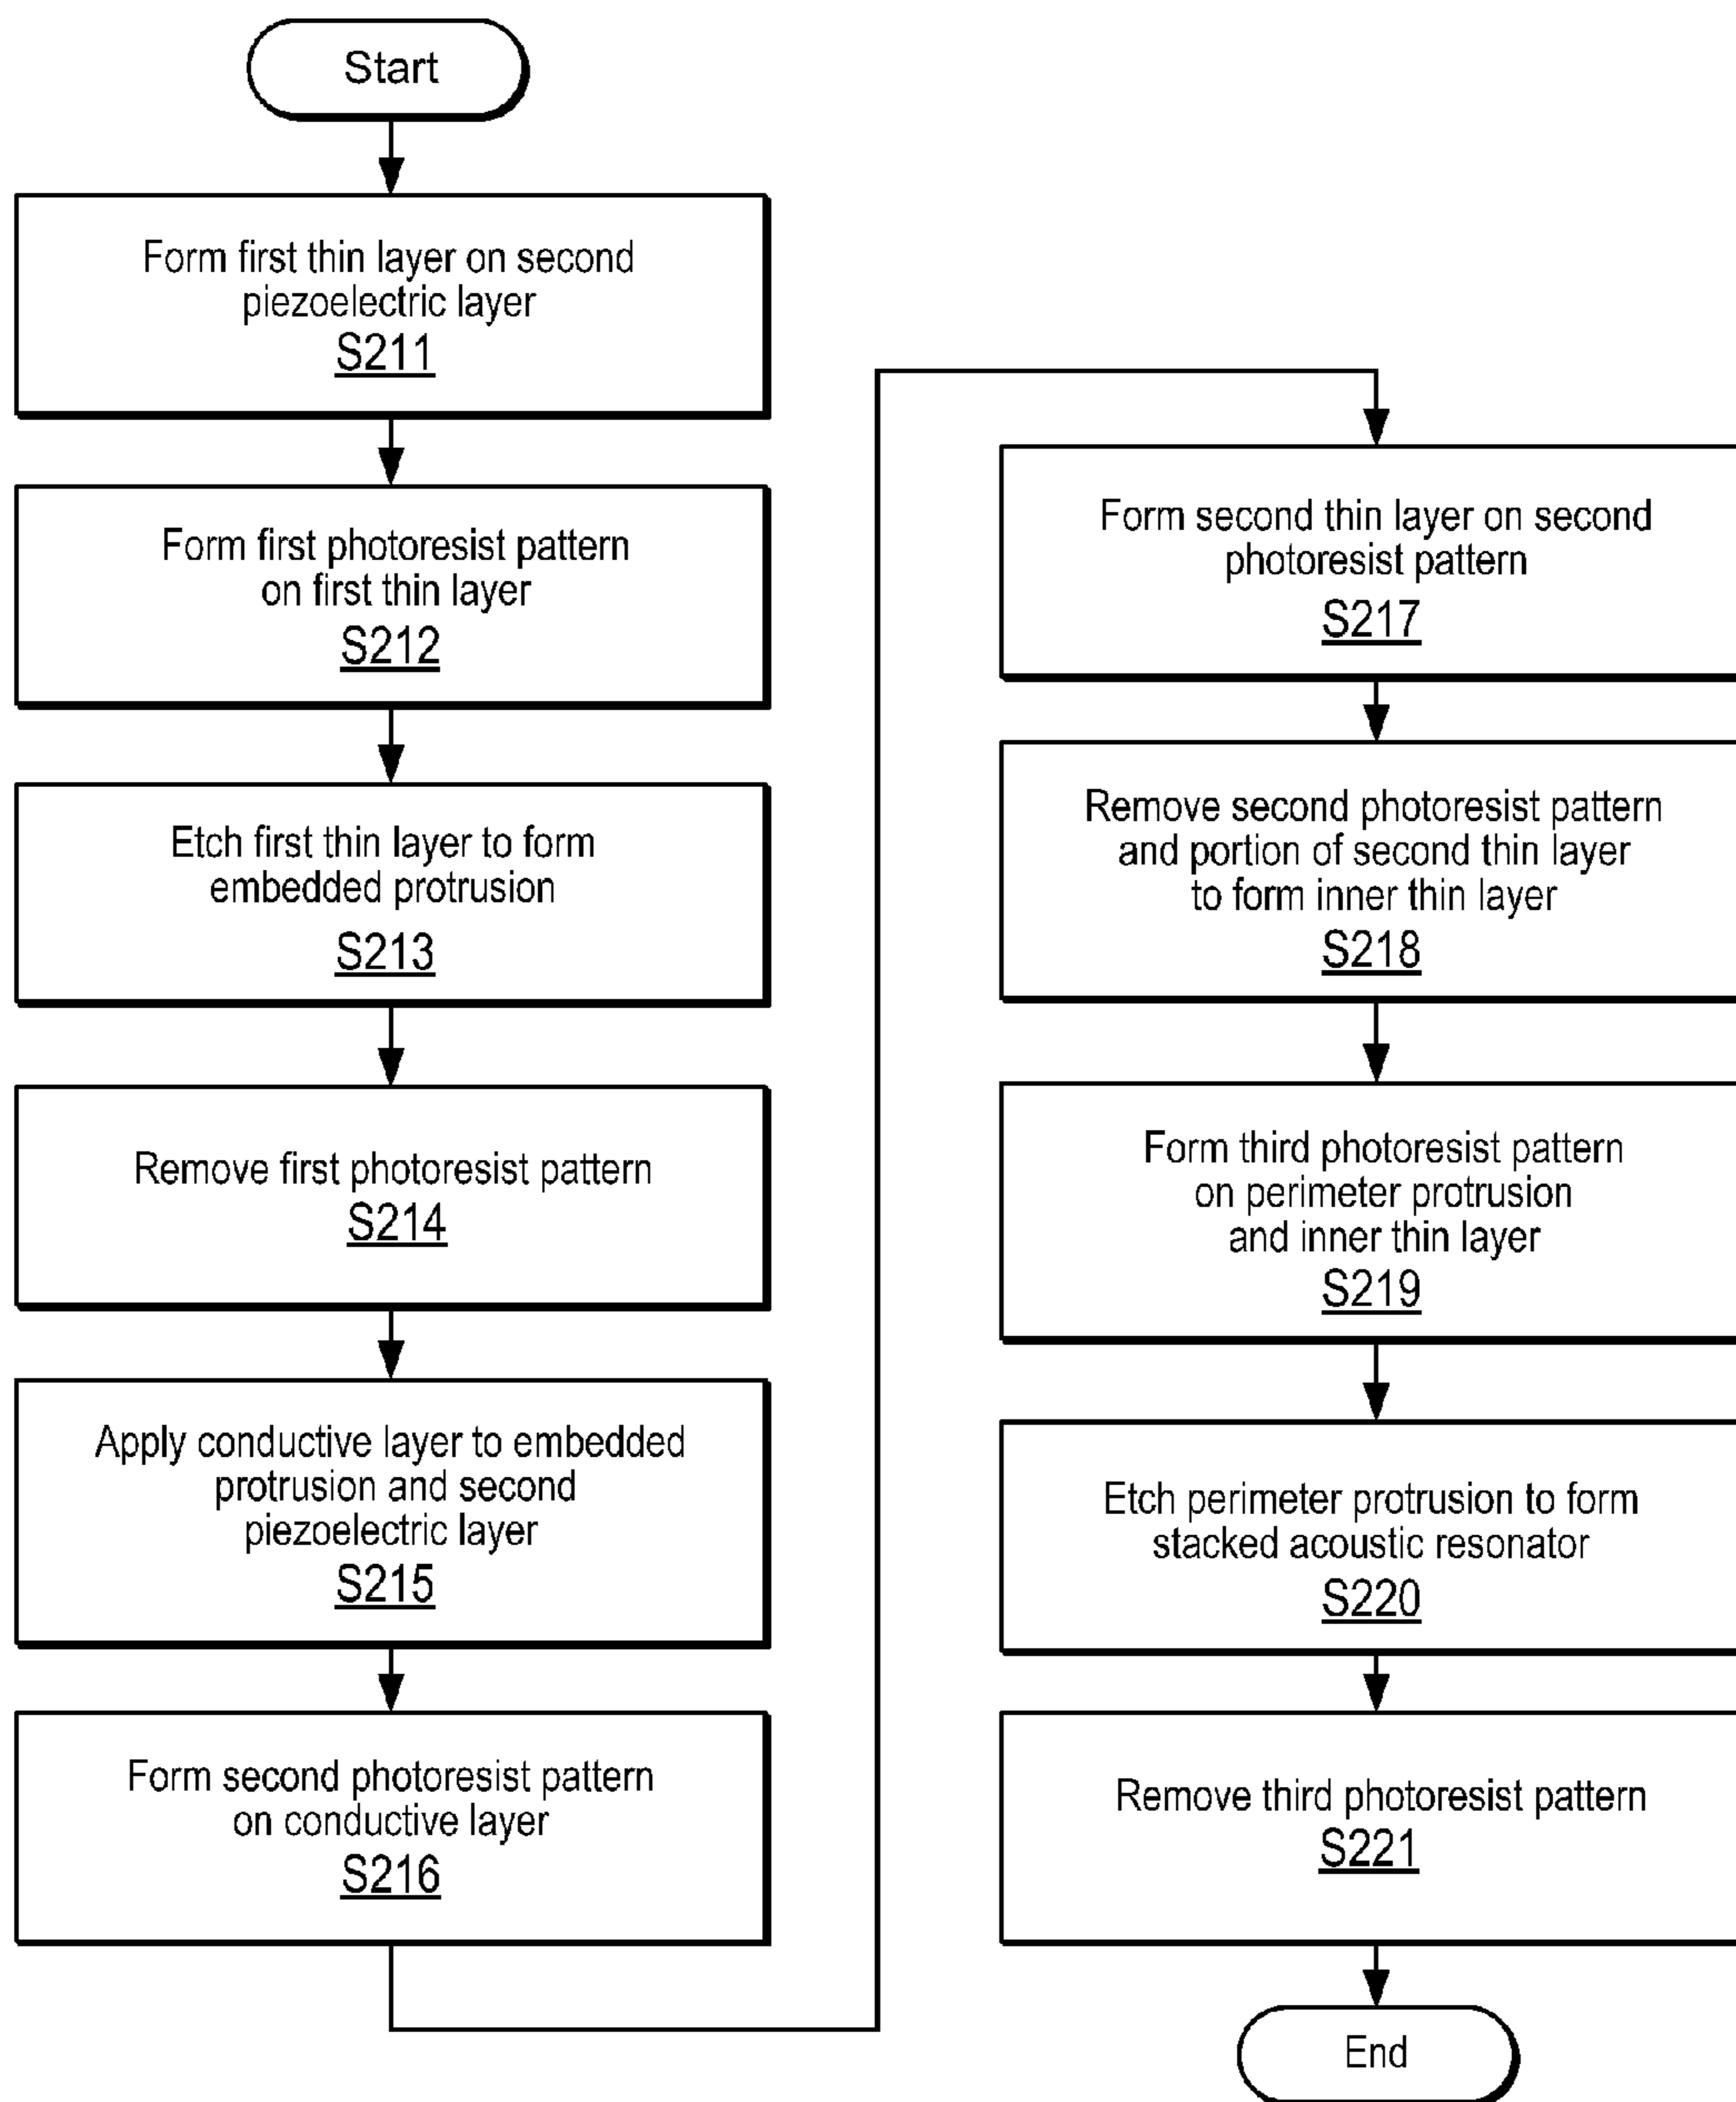 Start
Form first thin layer on second
piezoelectric layer
S211
Form first photoresist pattern
on first thin layer
S212
Etch first thin layer to form
embedded protrusion
S213
Remove first photoresist pattern
S214
Apply conductive layer to embedded
protrusion and second
piezoelectric layer
S215
Form second photoresist pattern
on conductive layer
S216
Form second thin layer on second
photoresist pattern
S217
Remove second photoresist pattern
and portion of second thin layer
to form inner thin layer
S218
Form third photoresist pattern
on perimeter protrusion
and inner thin layer
S219
Etch perimeter protrusion to form
stacked acoustic resonator
S220
Remove third photoresist pattern
S221
End